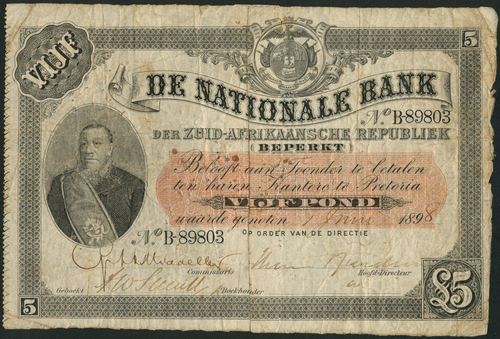 VIJF
5
DE NATIONALE BANK
No B-89803
DER ZUID-AFRIKAANSCHE REPUBLIEK
BEPERKT
Belooft aan Toonder te betalen
ten haren Kantore te Pretoria
VIJF POND
waarde genoten 1 Juni 1898
No B-89803
OP ORDER VAN DE DIRECTIE
Commissaris
Hoofd-Directeur
Geboekt
Boekhouder
5
£5